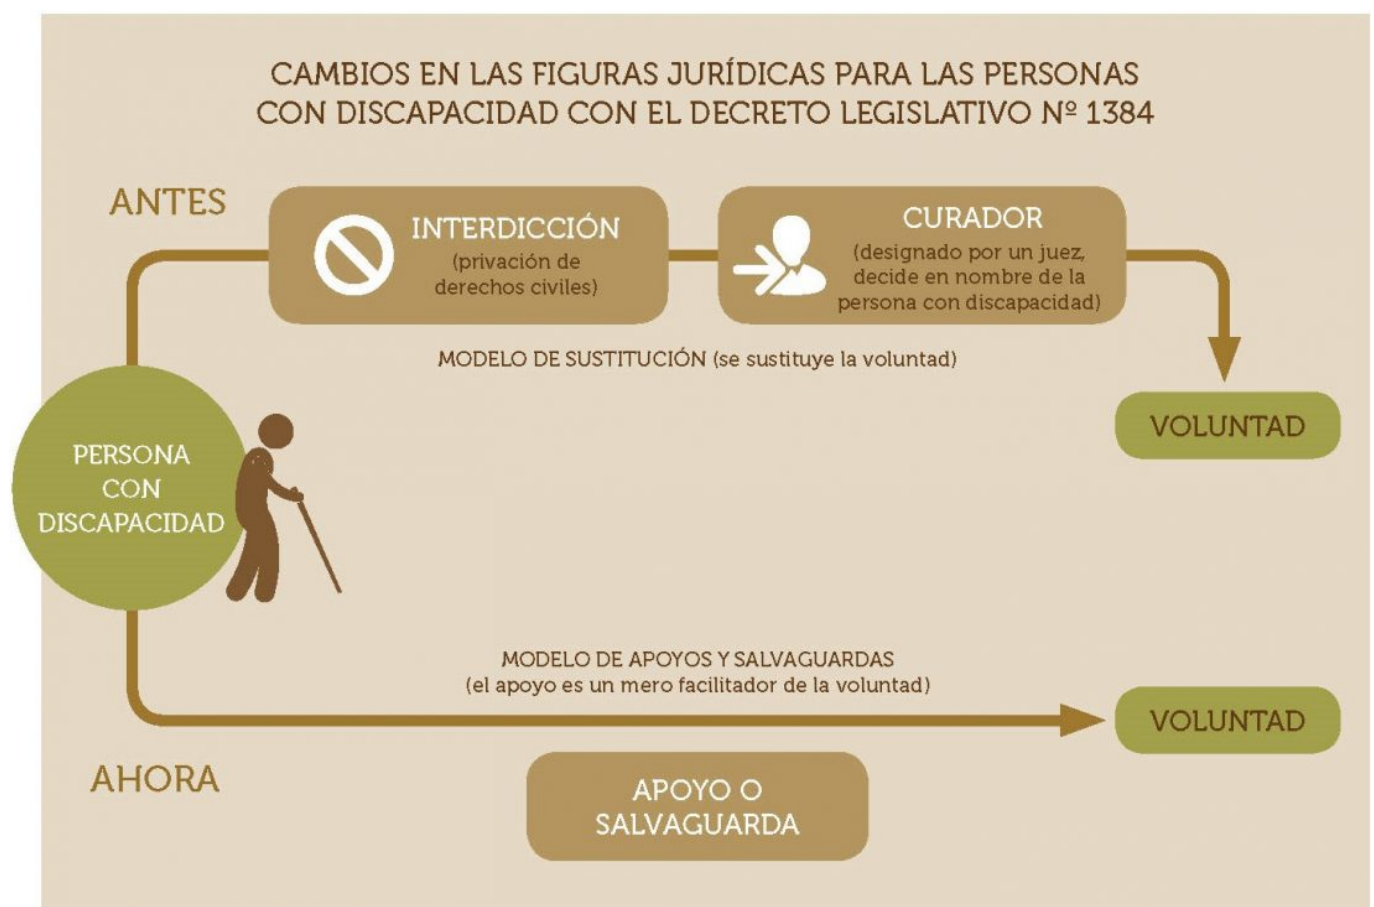 CAMBIOS EN LAS FIGURAS JURÍDICAS PARA LAS PERSONAS
CON DISCAPACIDAD CON EL DECRETO LEGISLATIVO Nº 1384
ANTES
INTERDICCIÓN
(privación de
derechos civiles)
CURADOR
(designado por un juez,
decide en nombre de la
persona con discapacidad)
MODELO DE SUSTITUCIÓN (se sustituye la voluntad)
VOLUNTAD
PERSONA
CON
DISCAPACIDAD
MODELO DE APOYOS Y SALVAGUARDAS
(el apoyo es un mero facilitador de la voluntad)
VOLUNTAD
AHORA
APOYO O
SALVAGUARDA